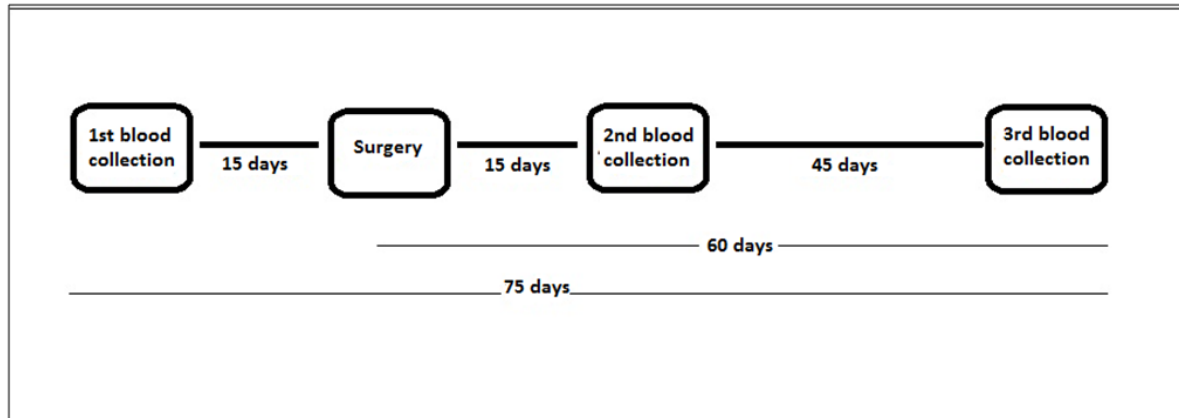 1st blood
collection
15 days
Surgery
15 days
2nd blood
collection
45 days
3rd blood
collection
60 days
75 days